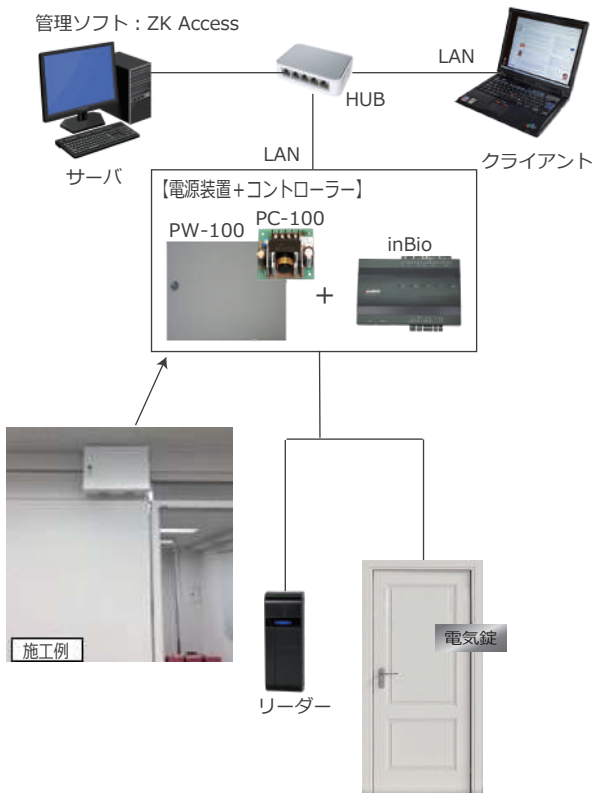 管理ソフト：ZK Access
LAN
HUB
サーバ
クライアント
LAN
【電源装置+コントローラー】
PW-100
PC-100
inBio
+
施工例
電気錠
リーダー